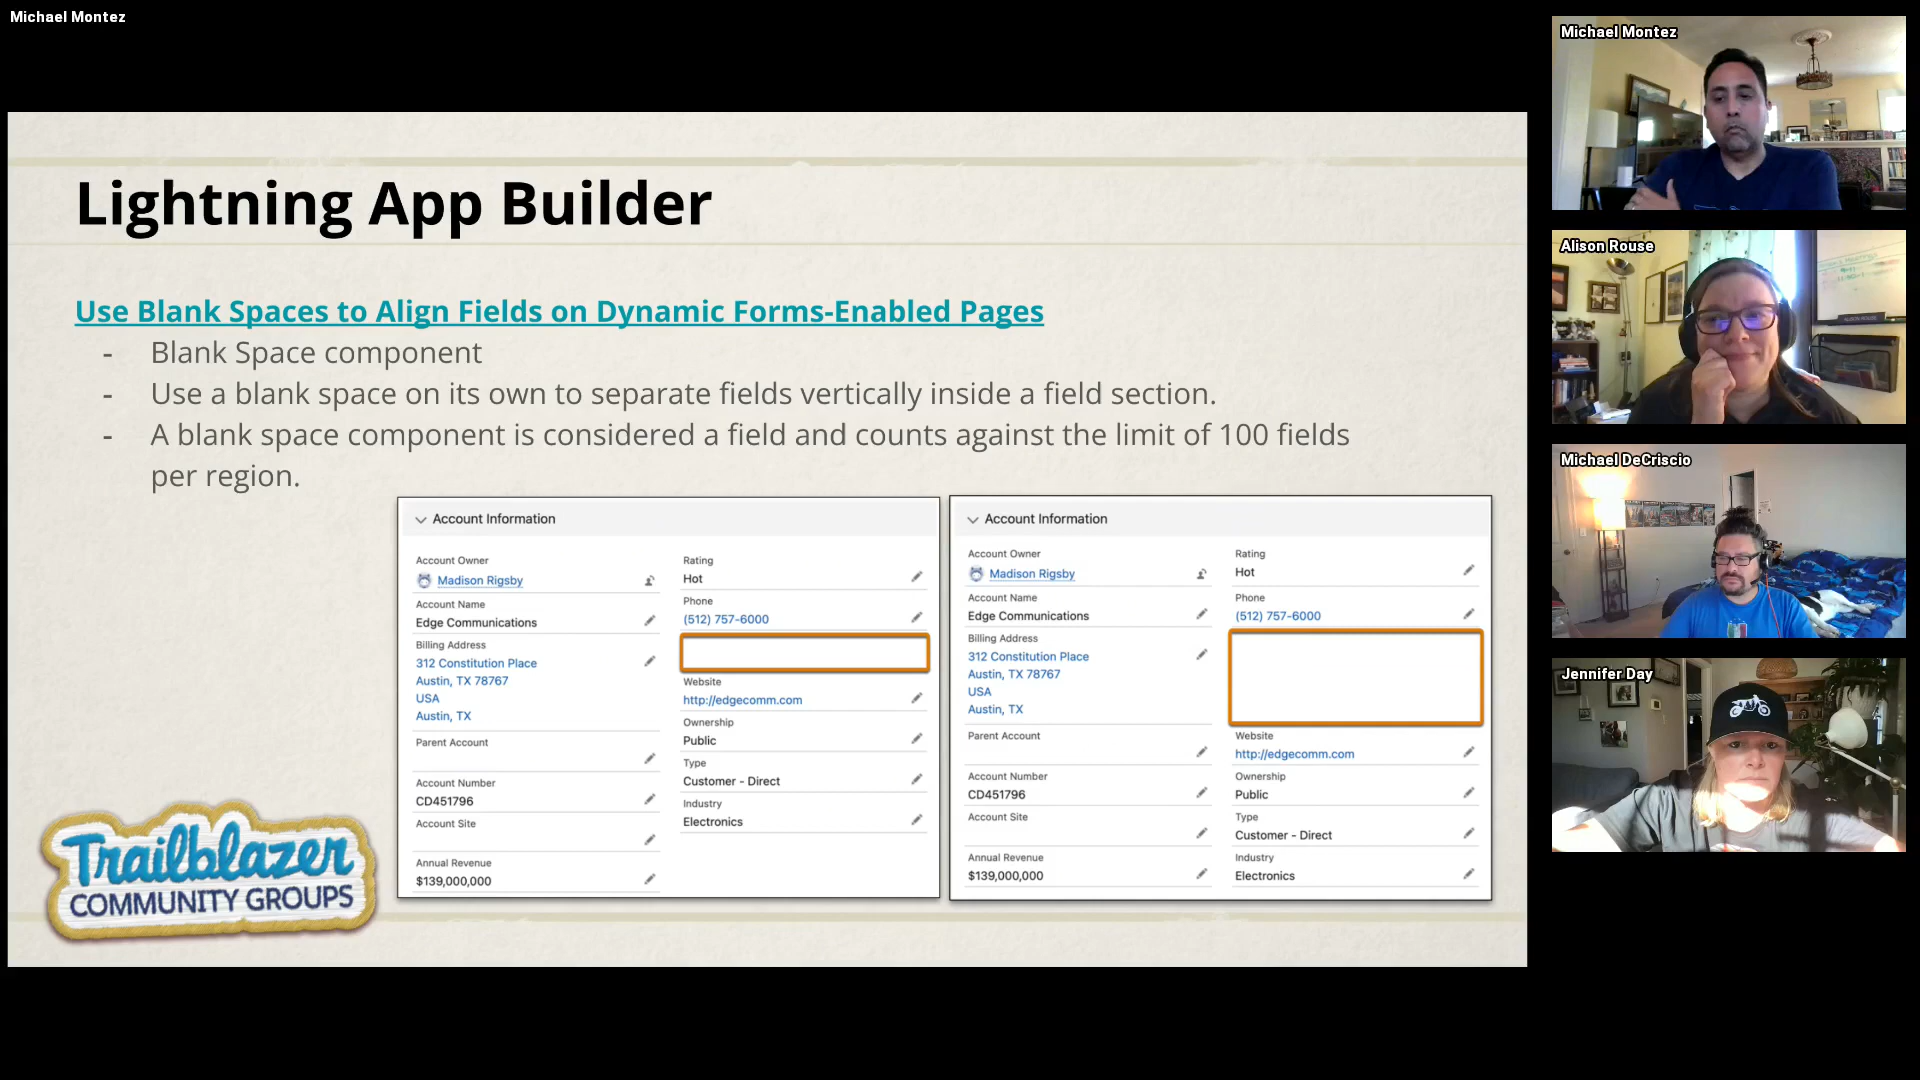 Michael Montez
Lightning App Builder
Use Blank Spaces to Align Fields on Dynamic Forms-Enabled Pages
- Blank Space component
- Use a blank space on its own to separate fields vertically inside a field section.
- A blank space component is considered a field and counts against the limit of 100 fields
per region.
Account Information
Account Owner
Madison Rigsby
Account Name
Edge Communications
Billing Address
312 Constitution Place
Austin, TX 78767
USA
Austin, TX
Parent Account
Account Number
CD451796
Account Site
Annual Revenue
$139,000,000
Rating
Hot
Phone
(512) 757-6000
Website
http://edgecomm.com
Ownership
Public
Type
Customer - Direct
Industry
Electronics
Account Information
Account Owner
Madison Rigsby
Account Name
Edge Communications
Billing Address
312 Constitution Place
Austin, TX 78767
USA
Austin, TX
Parent Account
Account Number
CD451796
Account Site
Annual Revenue
$139,000,000
Rating
Hot
Phone
(512) 757-6000
Website
http://edgecomm.com
Ownership
Public
Type
Customer - Direct
Industry
Electronics
Trailblazer
COMMUNITY GROUPS
Michael Montez
Alison Rouse
Michael DeCriscio
Jennifer Day